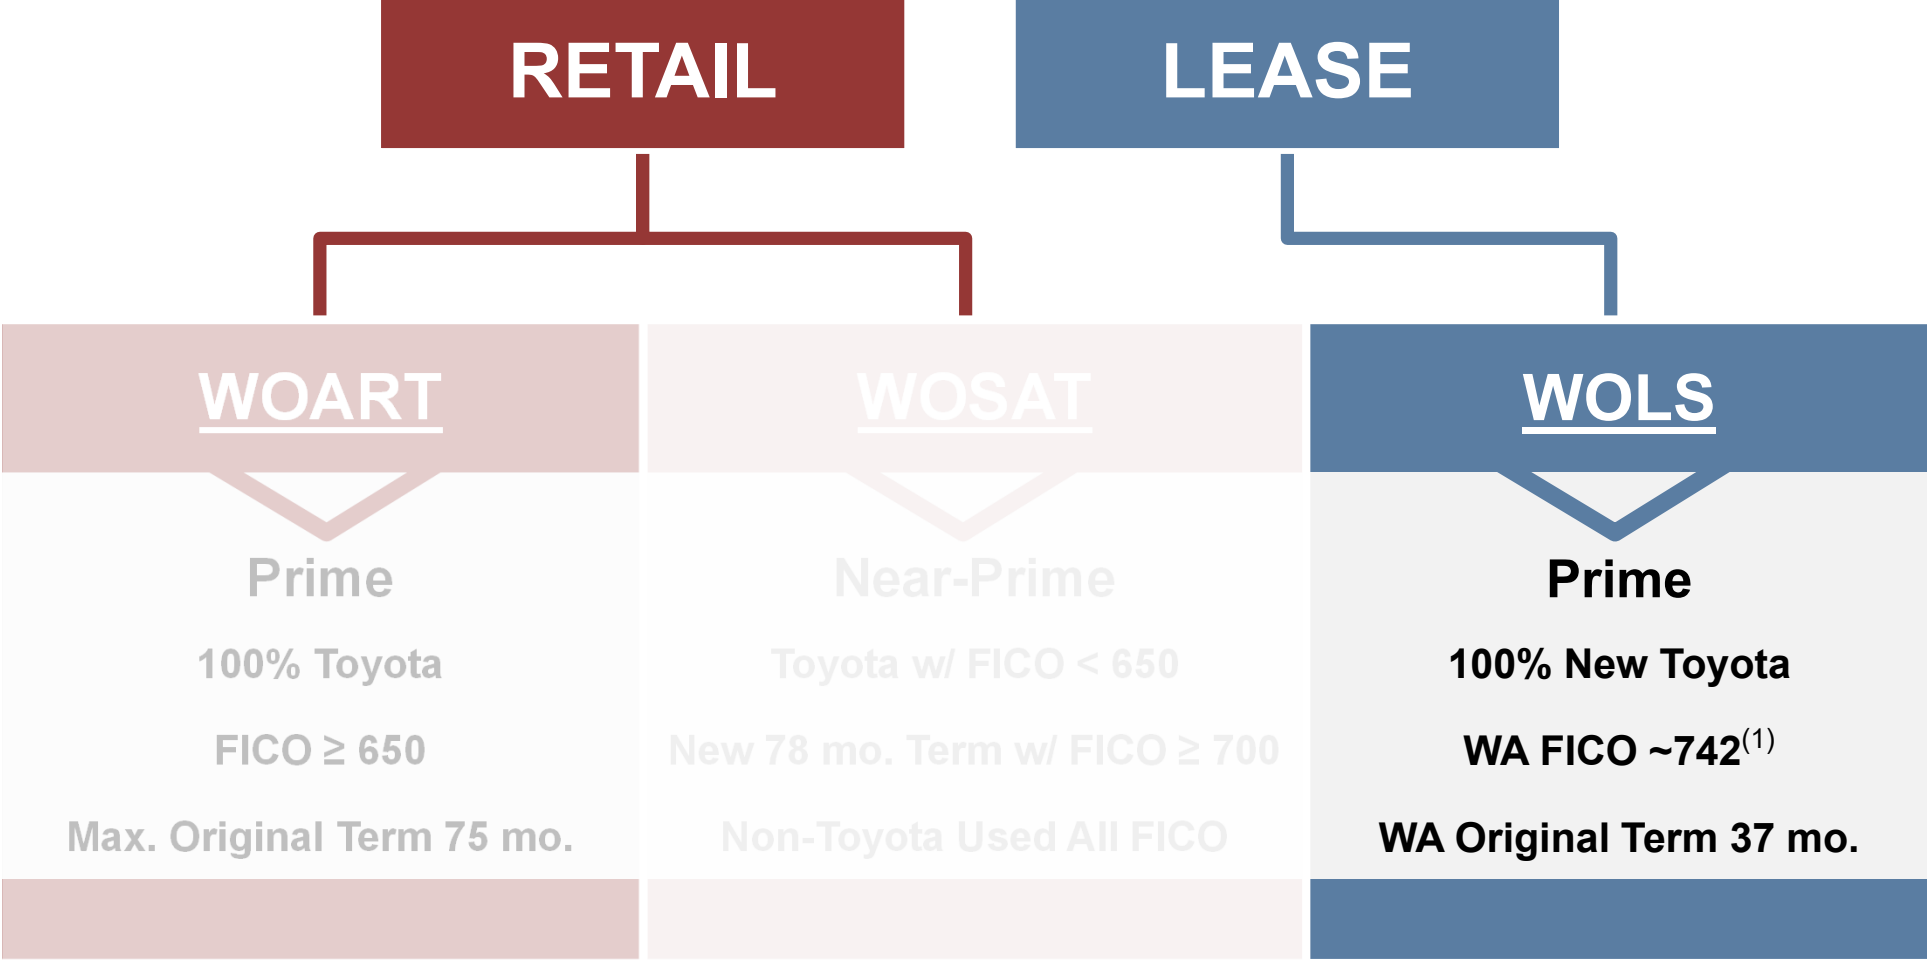 RETAIL
LEASE
WOART
Prime
100% Toyota
FICO ≥ 650
Max. Original Term 75 mo.
WOSAT
Near-Prime
Toyota w/ FICO < 650
New 78 mo. Term w/ FICO ≥ 700
Non-Toyota Used All FICO
WOLS
Prime
100% New Toyota
WA FICO ~742(1)
WA Original Term 37 mo.